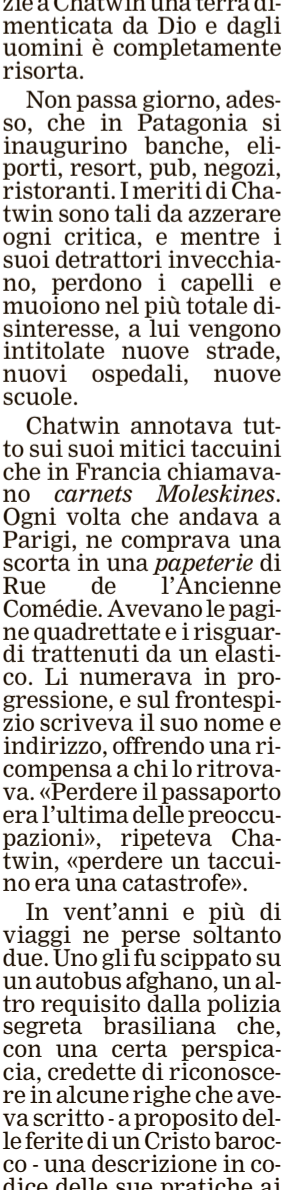 zie a Chatwin una terra di-
menticata da Dio e dagli
uomini è completamente
risorta.
Non passa giorno, ades-
so, che in Patagonia si
inaugurino banche, eli-
porti, resort, pub, negozi,
ristoranti. I meriti di Cha-
twin sono tali da azzerare
ogni critica, e mentre i
suoi detrattori invecchia-
no, perdono i capelli e
muoiono nel più totale di-
sinteresse, a lui vengono
intitolate nuove strade,
nuovi ospedali, nuove
scuole.
Chatwin annotava tut-
to sui suoi mitici taccuini
che in Francia chiamava-
no carnets Moleskines.
Ogni volta che andava a
Parigi, ne comprava una
scorta in una papeterie di
Rue de l'Ancienne
Comédie. Avevano le pagi-
ne quadrettate e i risguar-
di trattenuti da un elasti-
co. Li numerava in pro-
gressione, e sul frontespi-
zio scriveva il suo nome e
indirizzo, offrendo una ri-
compensa a chi lo ritrova-
va. «Perdere il passaporto
era l'ultima delle preoccu-
pazioni», ripeteva Cha-
twin, «perdere un taccui-
no era una catastrofe».
In vent'anni e più di
viaggi ne perse soltanto
due. Uno gli fu scippato su
un autobus afghano, un al-
tro requisito dalla polizia
segreta brasiliana che,
con una certa perspica-
cia, credette di riconosce-
re in alcune righe che ave-
va scritto - a proposito del-
le ferite di un Cristo baroc-
co - una descrizione in co-
dice delle sue pratiche ai